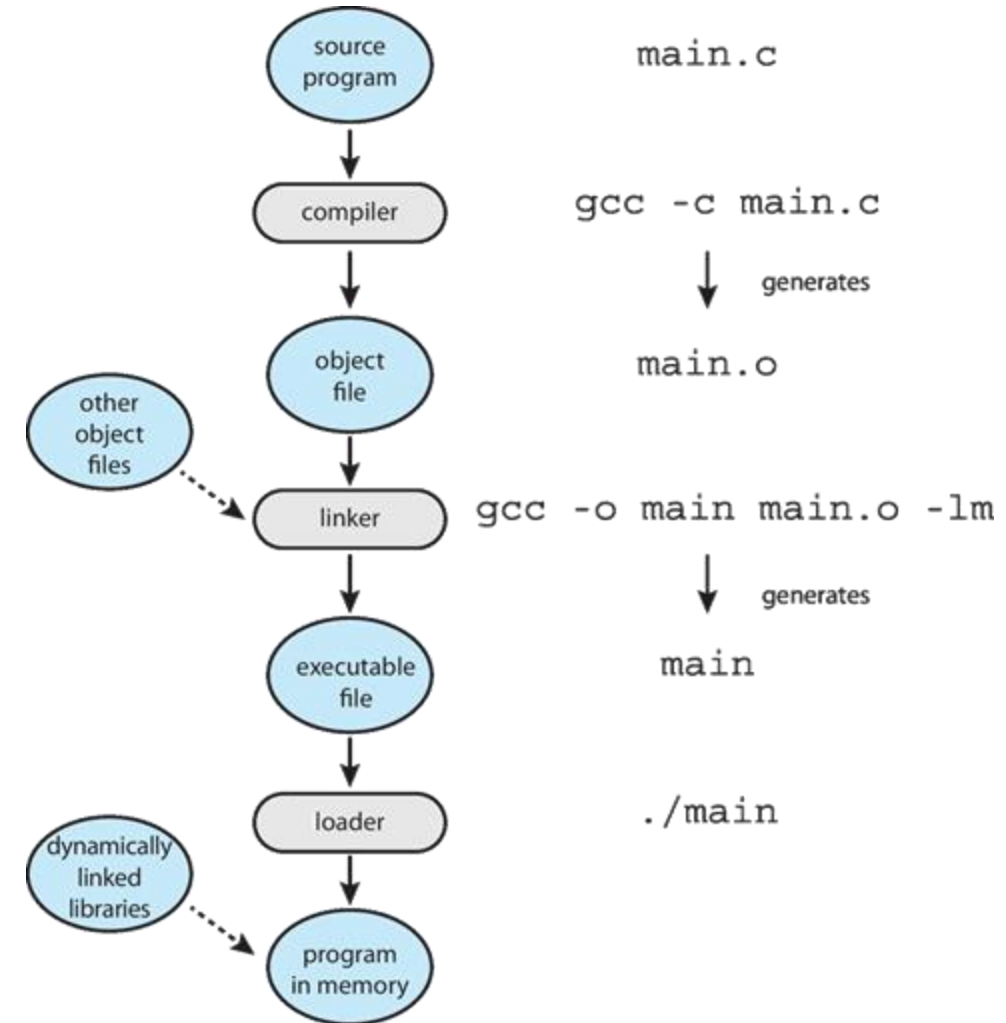 source
program
main.c
compiler
gcc -c main.c
generates
object
file
main.o
other
object
files
linker
gcc -o main main.o -lm
generates
executable
file
main
loader
./main
dynamically
linked
libraries
program
in memory